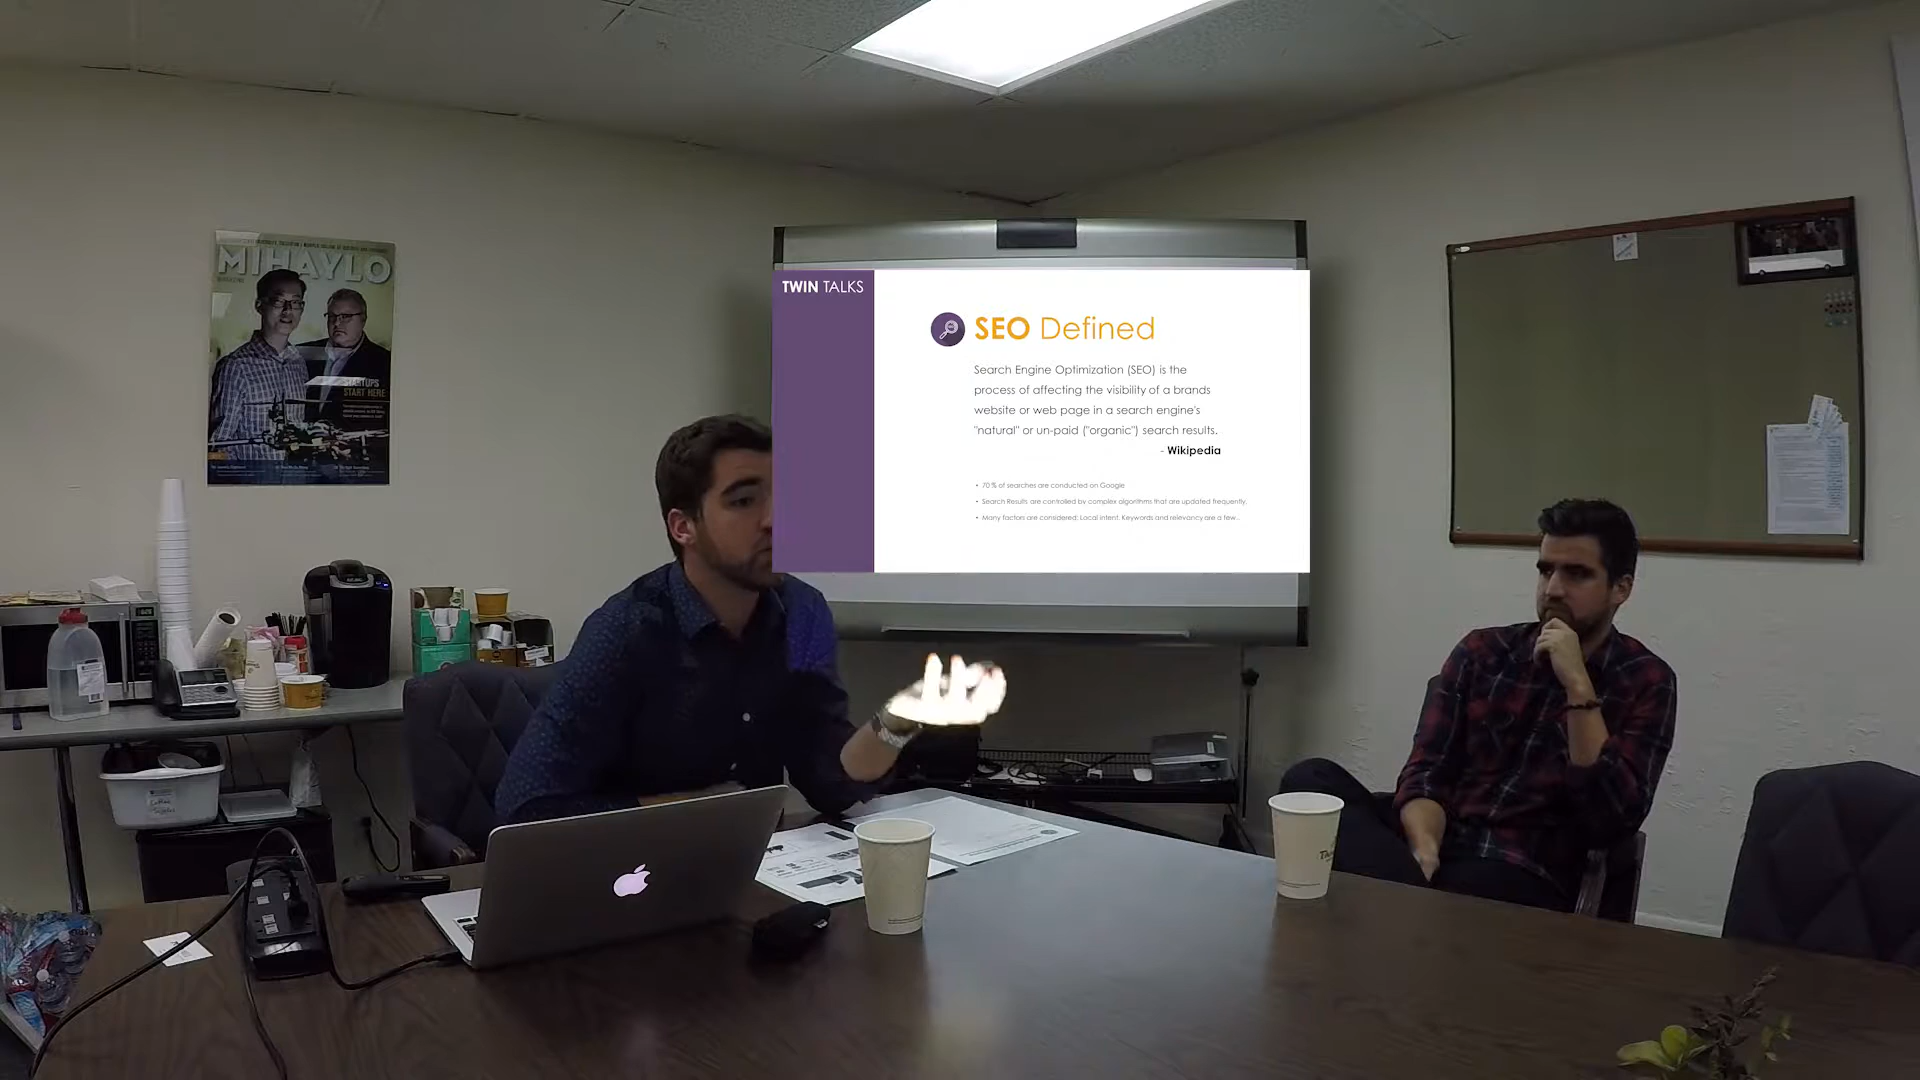 MIHAYLO
STARTUPS
START HERE
TWIN TALKS
SEO Defined
Search Engine Optimization (SEO) is the
process of affecting the visibility of a brands
website or web page in a search engine's
"natural" or un-paid ("organic") search results.
- Wikipedia
• 70 % of searches are conducted on Google
• Search Results are controlled by complex algorithms that are updated frequently.
• Many factors are considered; Local intent, Keywords and relevancy are a few...